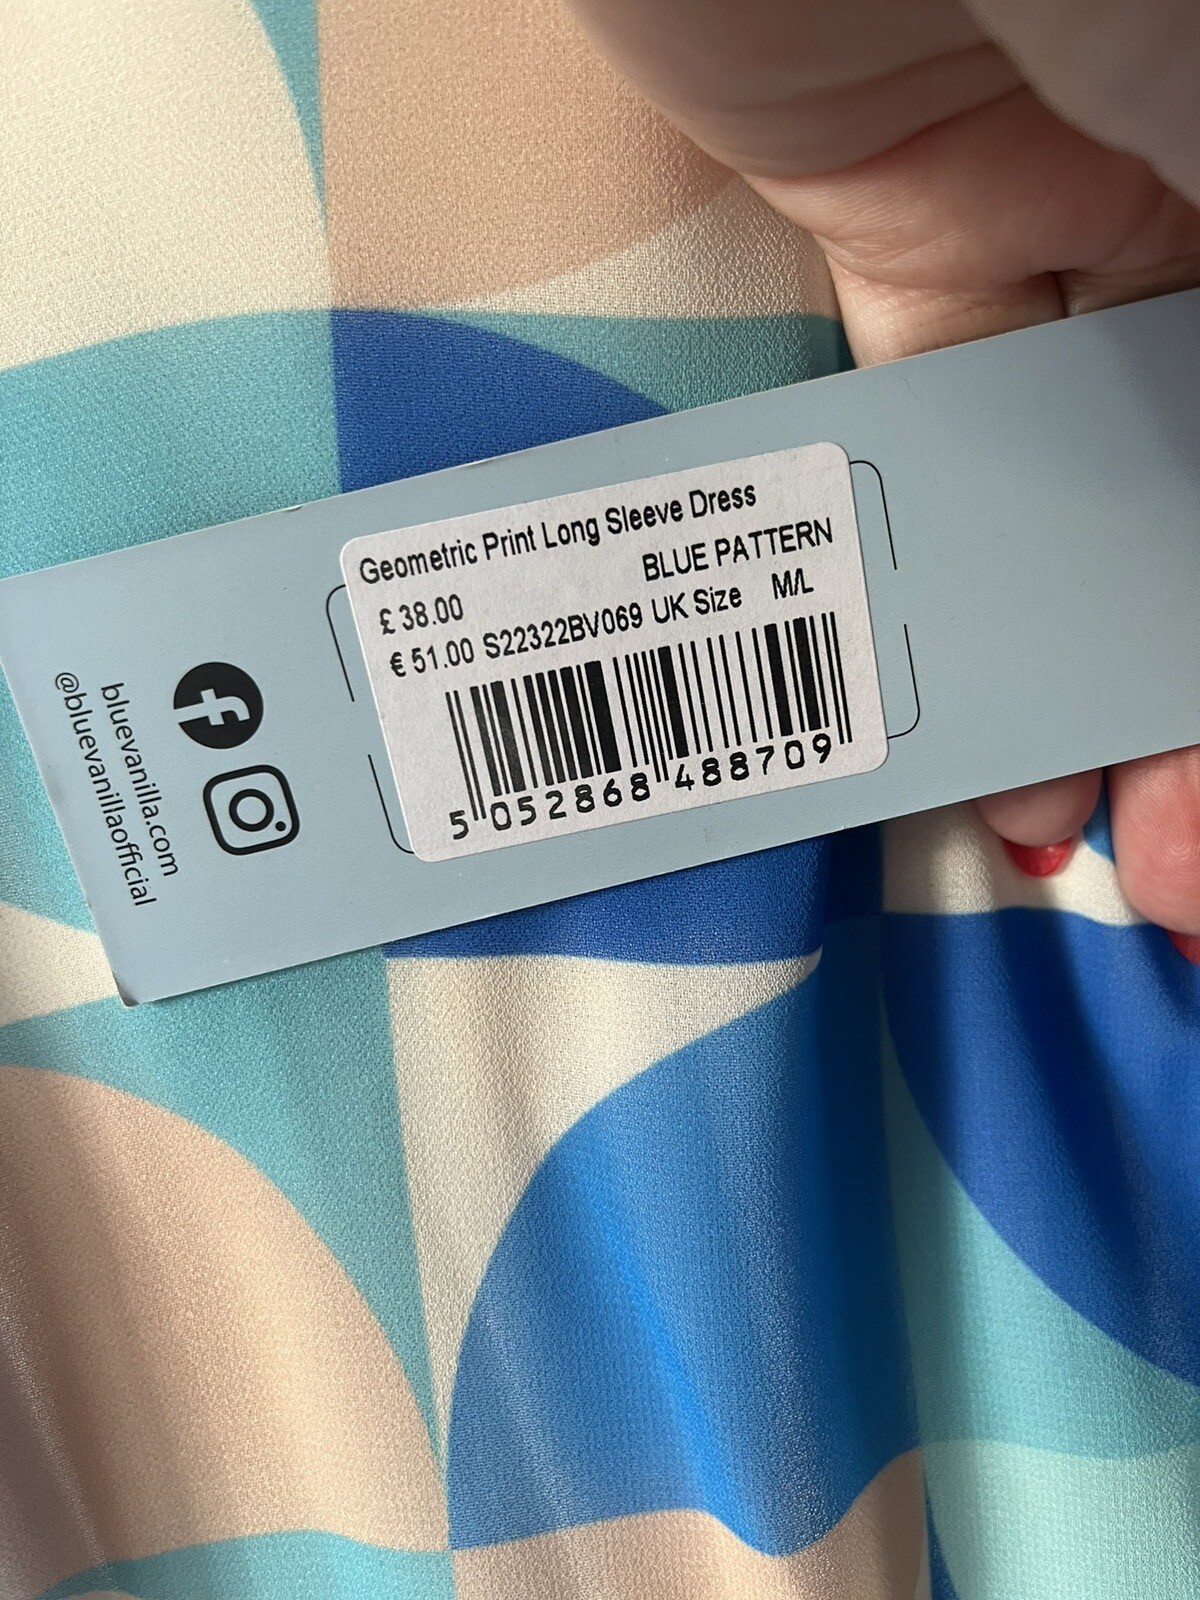 Geometric Print Long Sleeve Dress
£ 38.00 BLUE PATTERN
€ 51.00 S22322BV069 UK Size M/L
5 052868 488709
bluevanilla.com
@bluevanillaofficial